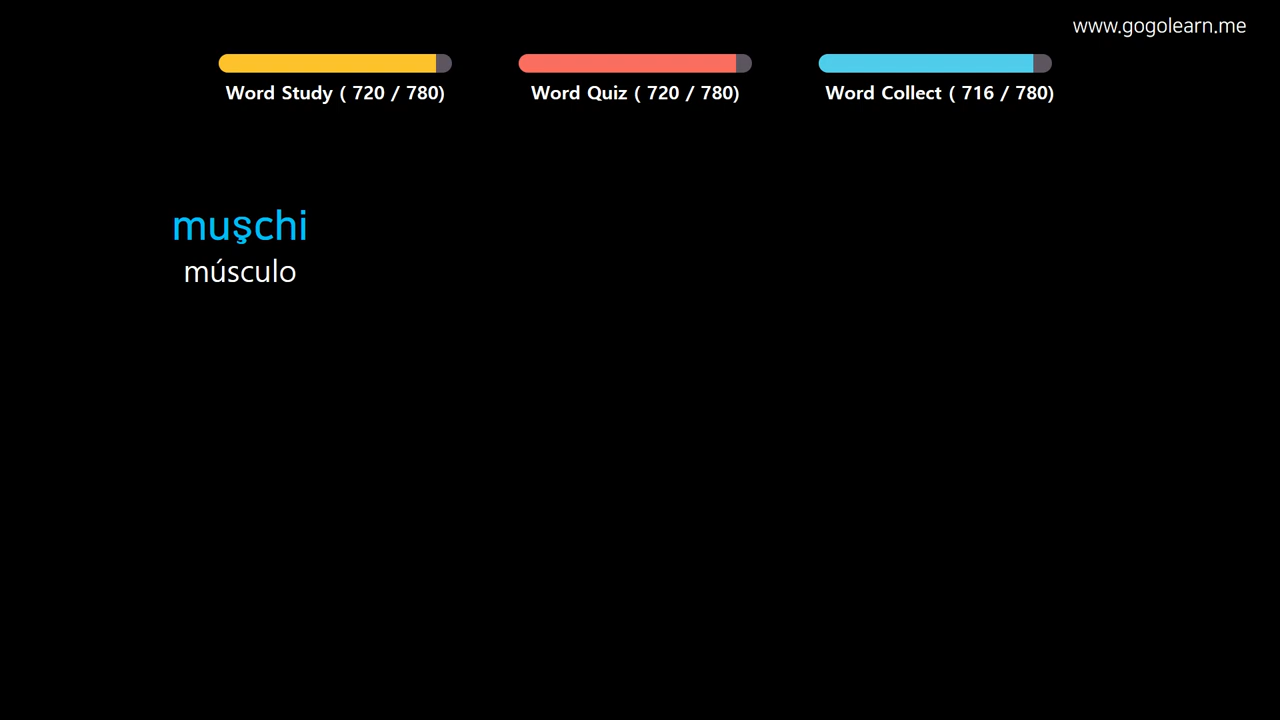 www.gogolearn.me
Word Study ( 720 / 780)
Word Quiz ( 720 / 780)
Word Collect ( 716 / 780)
muşchi
músculo